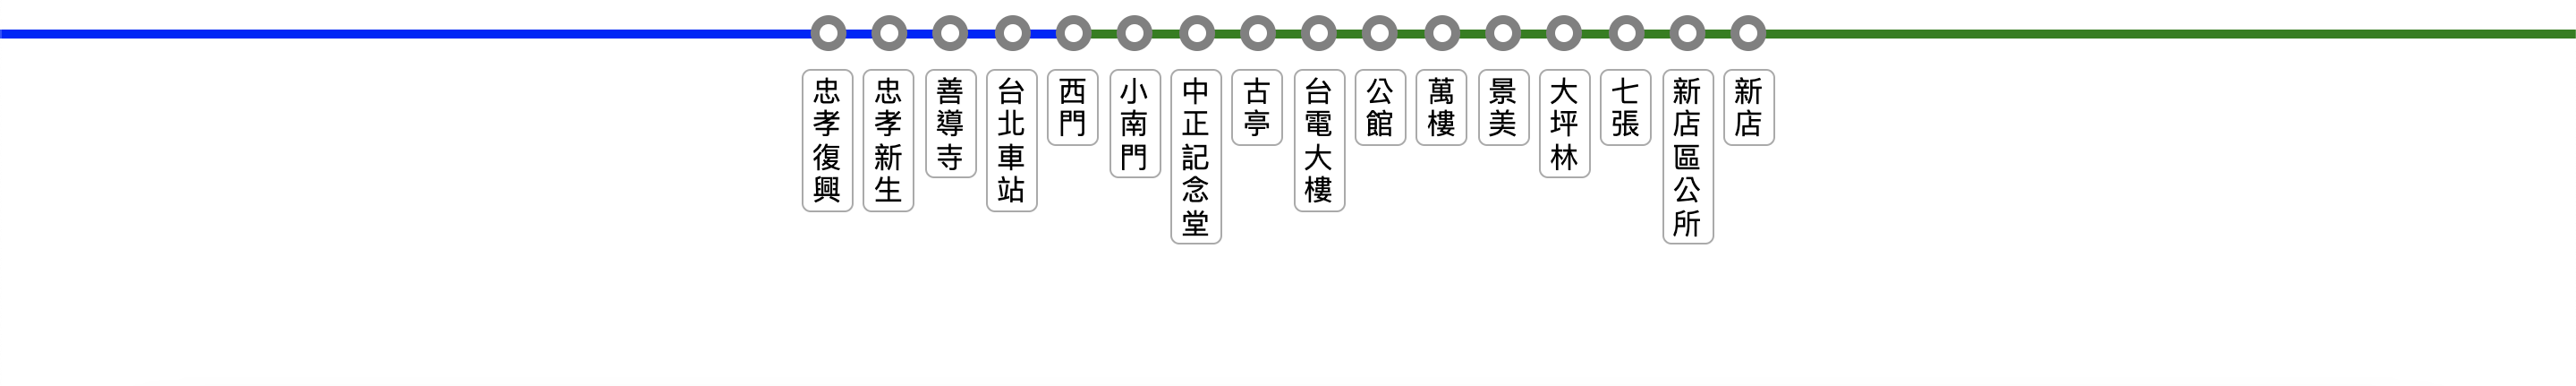 忠孝復興
忠孝新生
善導寺
台北車站
西門
小南門
中正記念堂
古亭
台電大樓
公館
萬樓
景美
大坪林
七張
新店區公所
新店